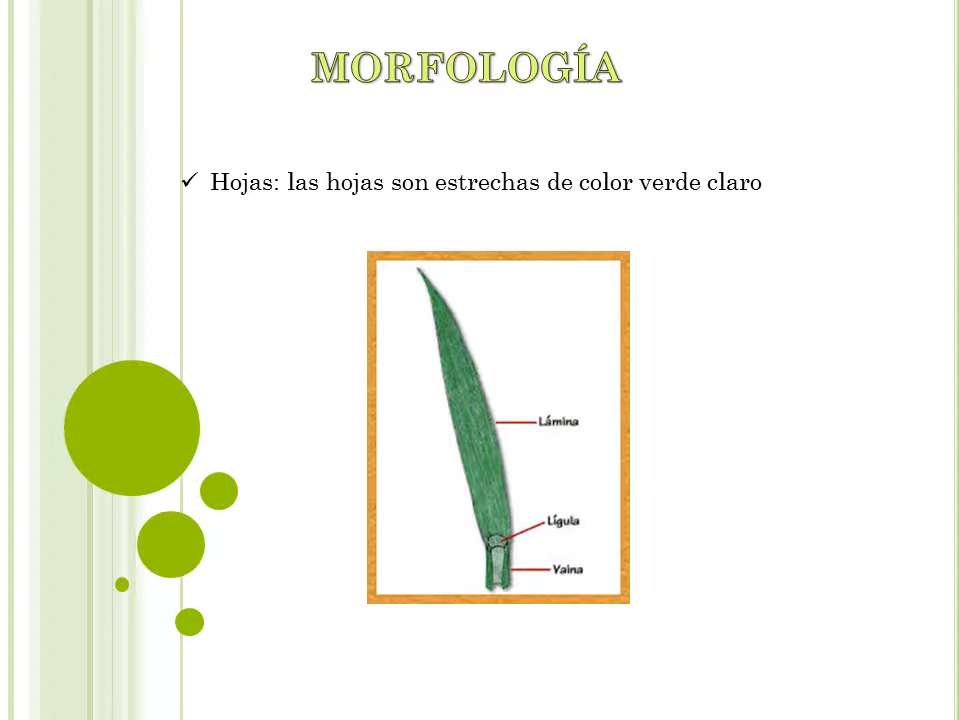 MORFOLOGÍA
✓ Hojas: las hojas son estrechas de color verde claro
Lámina
Lígula
Vaina